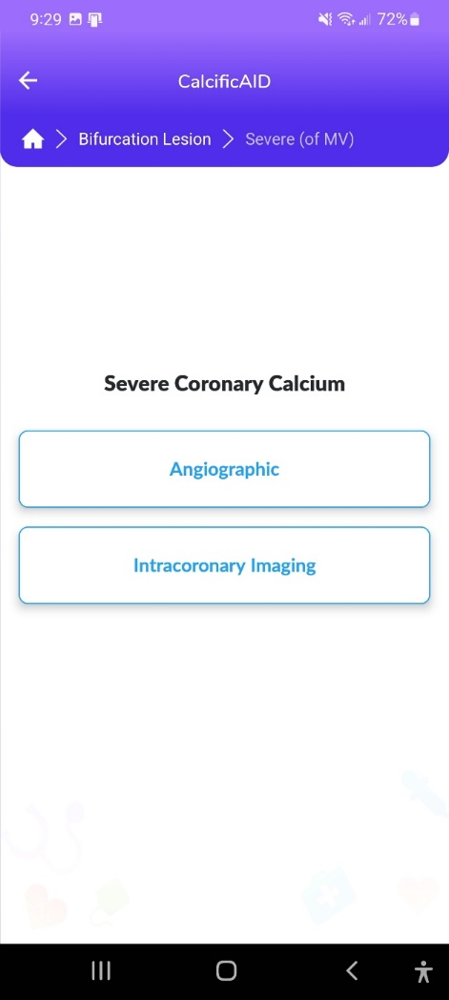 9:29 72%
CalcificAID
Bifurcation Lesion Severe (of MV)
Severe Coronary Calcium
Angiographic
Intracoronary Imaging